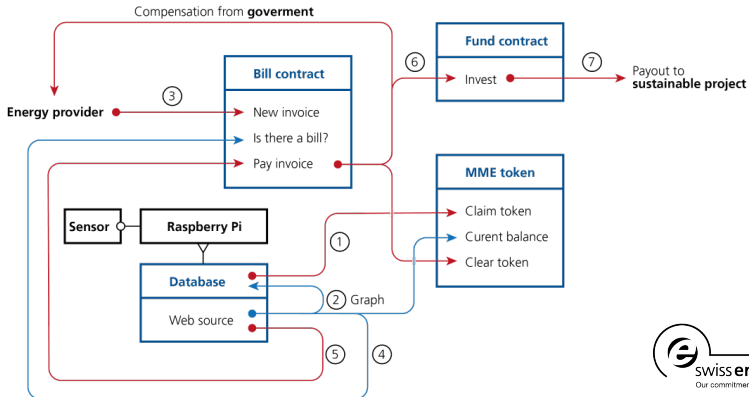 Compensation from goverment
Fund contract
Invest
Payout to
sustainable project
Bill contract
New invoice
Is there a bill?
Pay invoice
Energy provider
MME token
Claim token
Curent balance
Clear token
Sensor
Raspberry Pi
Database
Web source
Graph
1
2
3
4
5
6
7
swiss
Our commitment